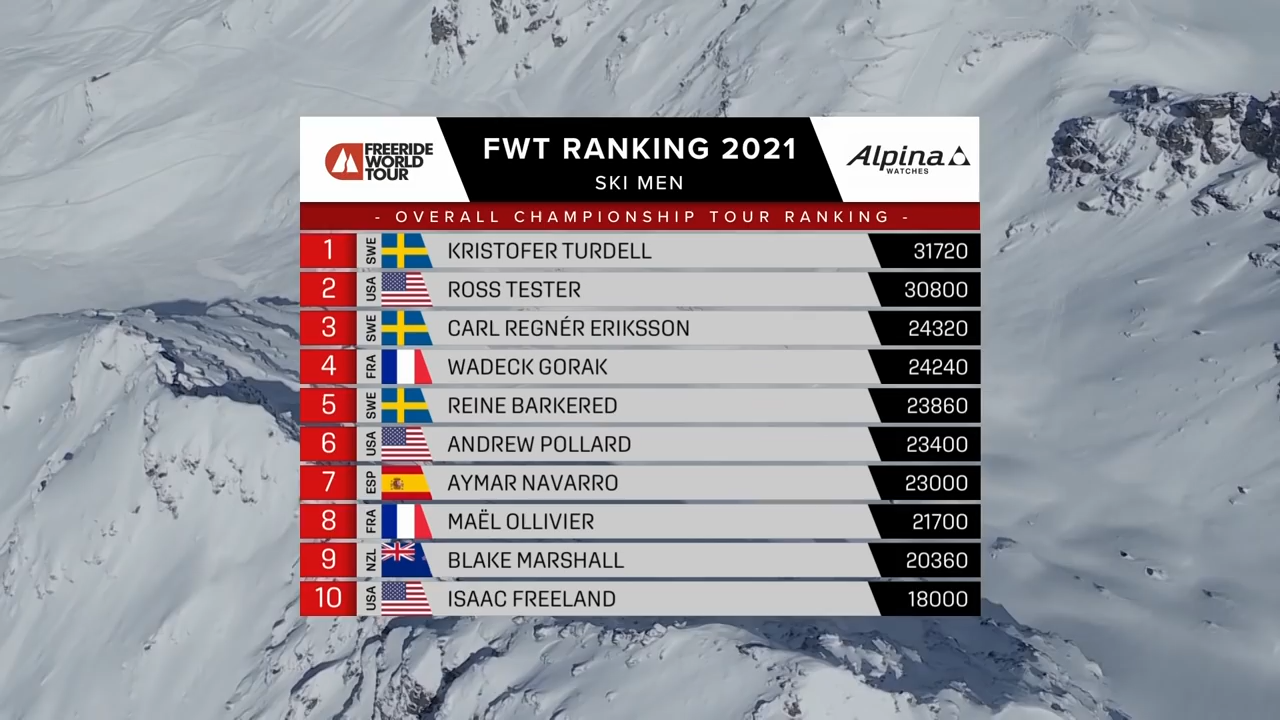 FREERIDE
WORLD
TOUR
FWT RANKING 2021
SKI MEN
Alpina
WATCHES
- OVERALL CHAMPIONSHIP TOUR RANKING -
1 SWE KRISTOFER TURDELL 31720
2 USA ROSS TESTER 30800
3 SWE CARL REGNÉR ERIKSSON 24320
4 FRA WADECK GORAK 24240
5 SWE REINE BARKERED 23860
6 USA ANDREW POLLARD 23400
7 ESP AYMAR NAVARRO 23000
8 FRA MAËL OLLIVIER 21700
9 NZL BLAKE MARSHALL 20360
10 USA ISAAC FREELAND 18000